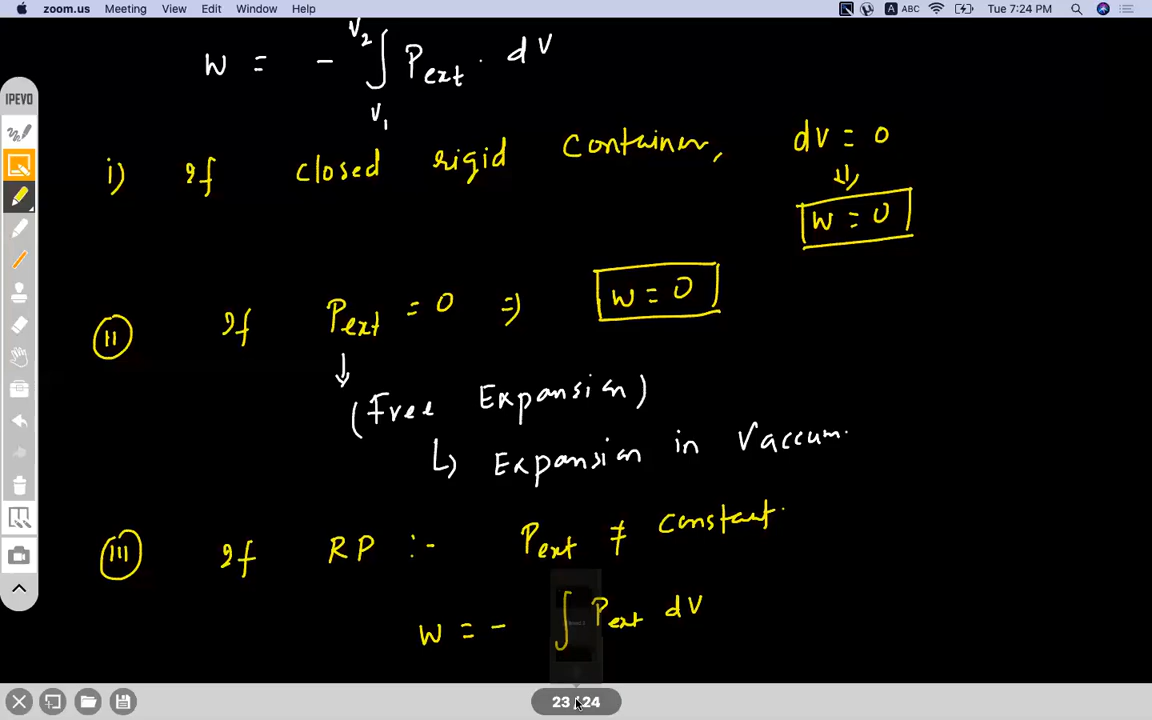 zoom.us Meeting View Edit Window Help ABC Tue 7:24 PM
IPEVO
W = - ∫ V₁ V₂ Pext . dV
i) If closed rigid container, dV = 0
⇓
W = 0
(ii) If Pext = 0 ⇒ W = 0
↓
(Free Expansion)
↳ Expansion in Vaccum.
(iii) If RP :- Pext ≠ constant.
W = - ∫ Pext dV
23 / 24